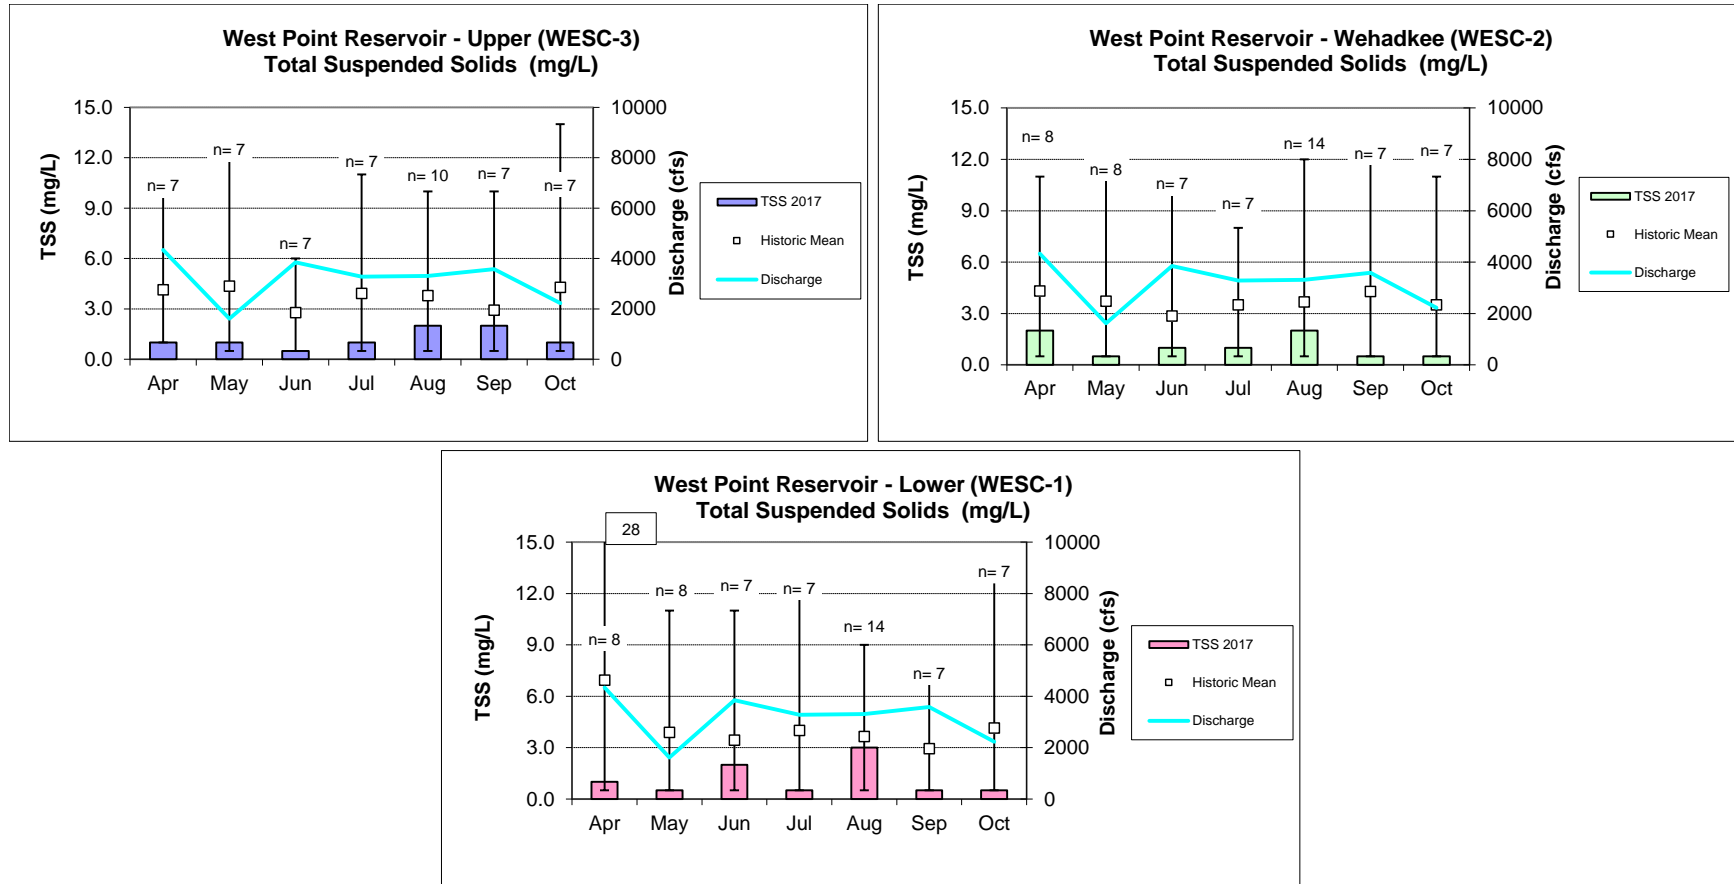 West Point Reservoir - Upper (WESC-3)
Total Suspended Solids (mg/L)
15.0
12.0
9.0
6.0
3.0
0.0
TSS (mg/L)
n= 7
n= 7
n= 7
n= 7
n= 10
n= 7
n= 7
Apr May Jun Jul Aug Sep Oct
10000
8000
6000
4000
2000
0
Discharge (cfs)
TSS 2017
Historic Mean
Discharge
West Point Reservoir - Wehadkee (WESC-2)
Total Suspended Solids (mg/L)
15.0
12.0
9.0
6.0
3.0
0.0
TSS (mg/L)
n= 8
n= 8
n= 7
n= 7
n= 14
n= 7
n= 7
Apr May Jun Jul Aug Sep Oct
10000
8000
6000
4000
2000
0
Discharge (cfs)
TSS 2017
Historic Mean
Discharge
West Point Reservoir - Lower (WESC-1)
Total Suspended Solids (mg/L)
28
15.0
12.0
9.0
6.0
3.0
0.0
TSS (mg/L)
n= 8
n= 8
n= 7
n= 7
n= 14
n= 7
n= 7
Apr May Jun Jul Aug Sep Oct
10000
8000
6000
4000
2000
0
Discharge (cfs)
TSS 2017
Historic Mean
Discharge